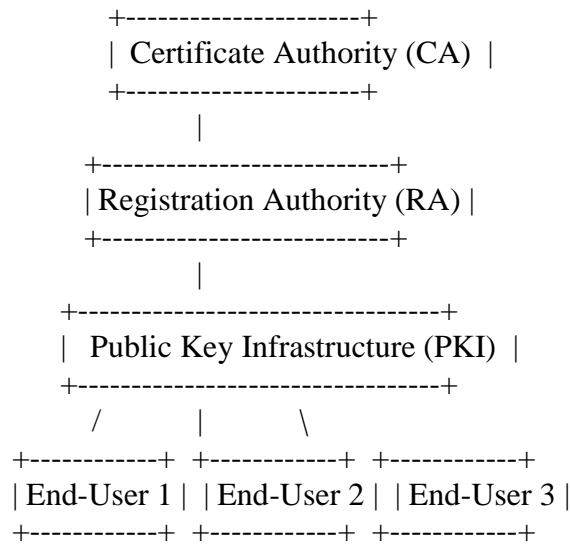 +----------------------+
| Certificate Authority (CA) |
+----------------------+
|
+---------------------------+
| Registration Authority (RA) |
+---------------------------+
|
+----------------------------------+
| Public Key Infrastructure (PKI) |
+----------------------------------+
/ | \
+------------+ +------------+ +------------+
| End-User 1 | | End-User 2 | | End-User 3 |
+------------+ +------------+ +------------+